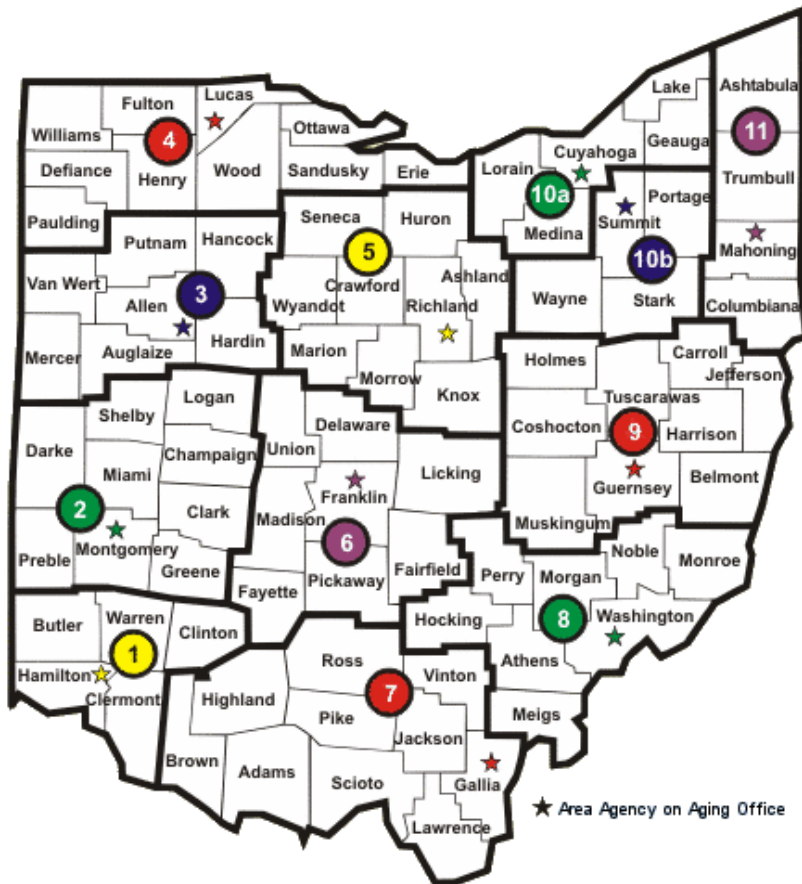 Ashtabula
Lake
Lucas
Fulton
4
11
Ottawa
Geauga
Williams
Cuyahoga
Wood
Lorain
Defiance
Sandusky
Erie
Trumbull
Henry
10a
Portage
Paulding
Seneca
Huron
Summit
Hancock
Medina
Putnam
Mahoning
5
10b
Ashland
Van Wert
Crawford
3
Stark
Wayne
Allen
Wyandot
Richland
Columbiana
Hardin
Marion
Carroll
Auglaize
Holmes
Mercer
Jefferson
Morrow
Logan
Knox
Tuscarawas
Shelby
Delaware
Coshocton
9
Harrison
Darke
Union
Champaign
Licking
Miami
Belmont
Franklin
Guernsey
2
Clark
Madison
Muskingum
6
Montgomery
Noble
Preble
Monroe
Greene
Fairfield
Perry
Morgan
Pickaway
Fayette
Washington
Warren
8
Hocking
Butler
Clinton
1
Ross
Athens
Hamilton
Vinton
7
Clermont
Highland
Meigs
Pike
Jackson
Brown
Adams
Scioto
Gallia
Area Agency on Aging Office
Lawrence